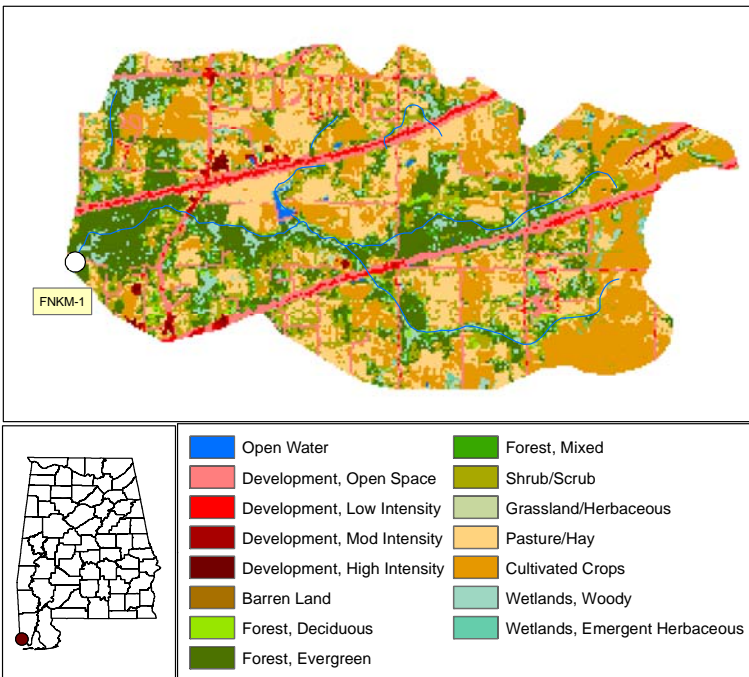 FNKM-1
Open Water
Development, Open Space
Development, Low Intensity
Development, Mod Intensity
Development, High Intensity
Barren Land
Forest, Deciduous
Forest, Evergreen
Forest, Mixed
Shrub/Scrub
Grassland/Herbaceous
Pasture/Hay
Cultivated Crops
Wetlands, Woody
Wetlands, Emergent Herbaceous